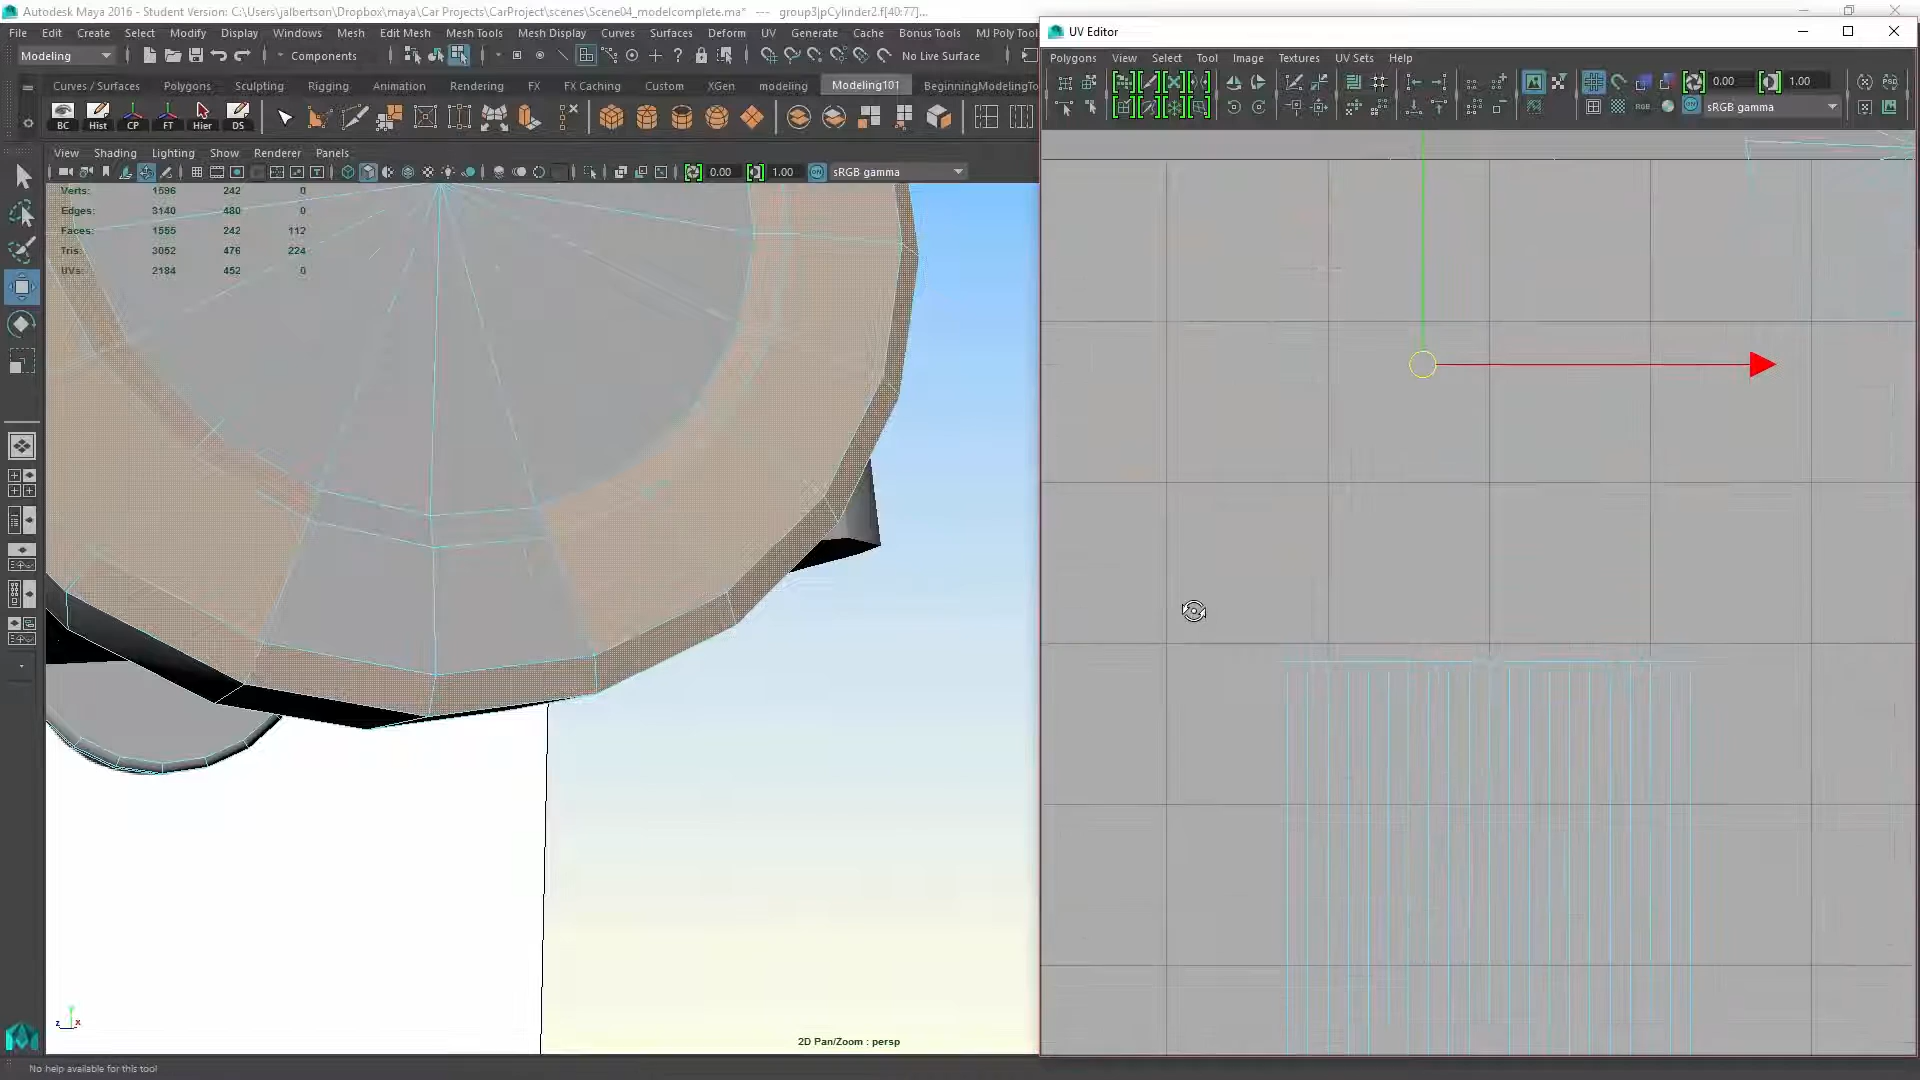 Autodesk Maya 2016 - Student Version: C:\Users\jalbertson\Dropbox\maya\Car Projects\CarProject\scenes\Scene04_modelcomplete.ma* --- group3|pCylinder2.f[40:77]...
File Edit Create Select Modify Display Windows Mesh Edit Mesh Mesh Tools Mesh Display Curves Surfaces Deform UV Generate Cache Bonus Tools MJ Poly Tool
Modeling Components No Live Surface
Curves / Surfaces Polygons Sculpting Rigging Animation Rendering FX FX Caching Custom XGen modeling Modeling101 BeginningModelingTo
BC Hist CP FT Hier DS
View Shading Lighting Show Renderer Panels
0.00 1.00 sRGB gamma
Verts: 1596 242 0
Edges: 3140 480 0
Faces: 1555 242 112
Tris: 3052 476 224
UVs: 2184 452 0
z x
2D Pan/Zoom : persp
No help available for this tool
UV Editor
Polygons View Select Tool Image Textures UV Sets Help
0.00 1.00
RGB sRGB gamma